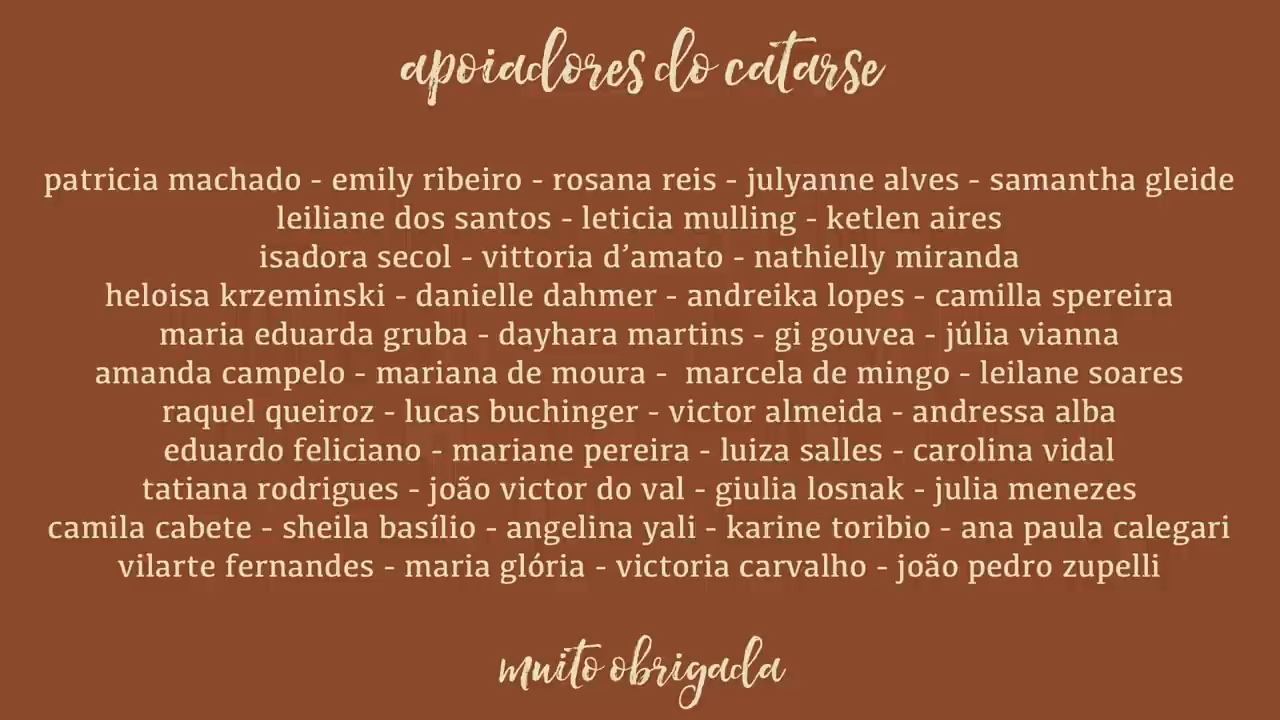 apoiadores do catarse
patricia machado - emily ribeiro - rosana reis - julyanne alves - samantha gleide
leiliane dos santos - leticia mulling - ketlen aires
isadora secol - vittoria d’amato - nathielly miranda
heloisa krzeminski - danielle dahmer - andreika lopes - camilla spereira
maria eduarda gruba - dayhara martins - gi gouvea - júlia vianna
amanda campelo - mariana de moura - marcela de mingo - leilane soares
raquel queiroz - lucas buchinger - victor almeida - andressa alba
eduardo feliciano - mariane pereira - luiza salles - carolina vidal
tatiana rodrigues - joão victor do val - giulia losnak - julia menezes
camila cabete - sheila basílio - angelina yali - karine toribio - ana paula calegari
vilarte fernandes - maria glória - victoria carvalho - joão pedro zupelli
muito obrigada